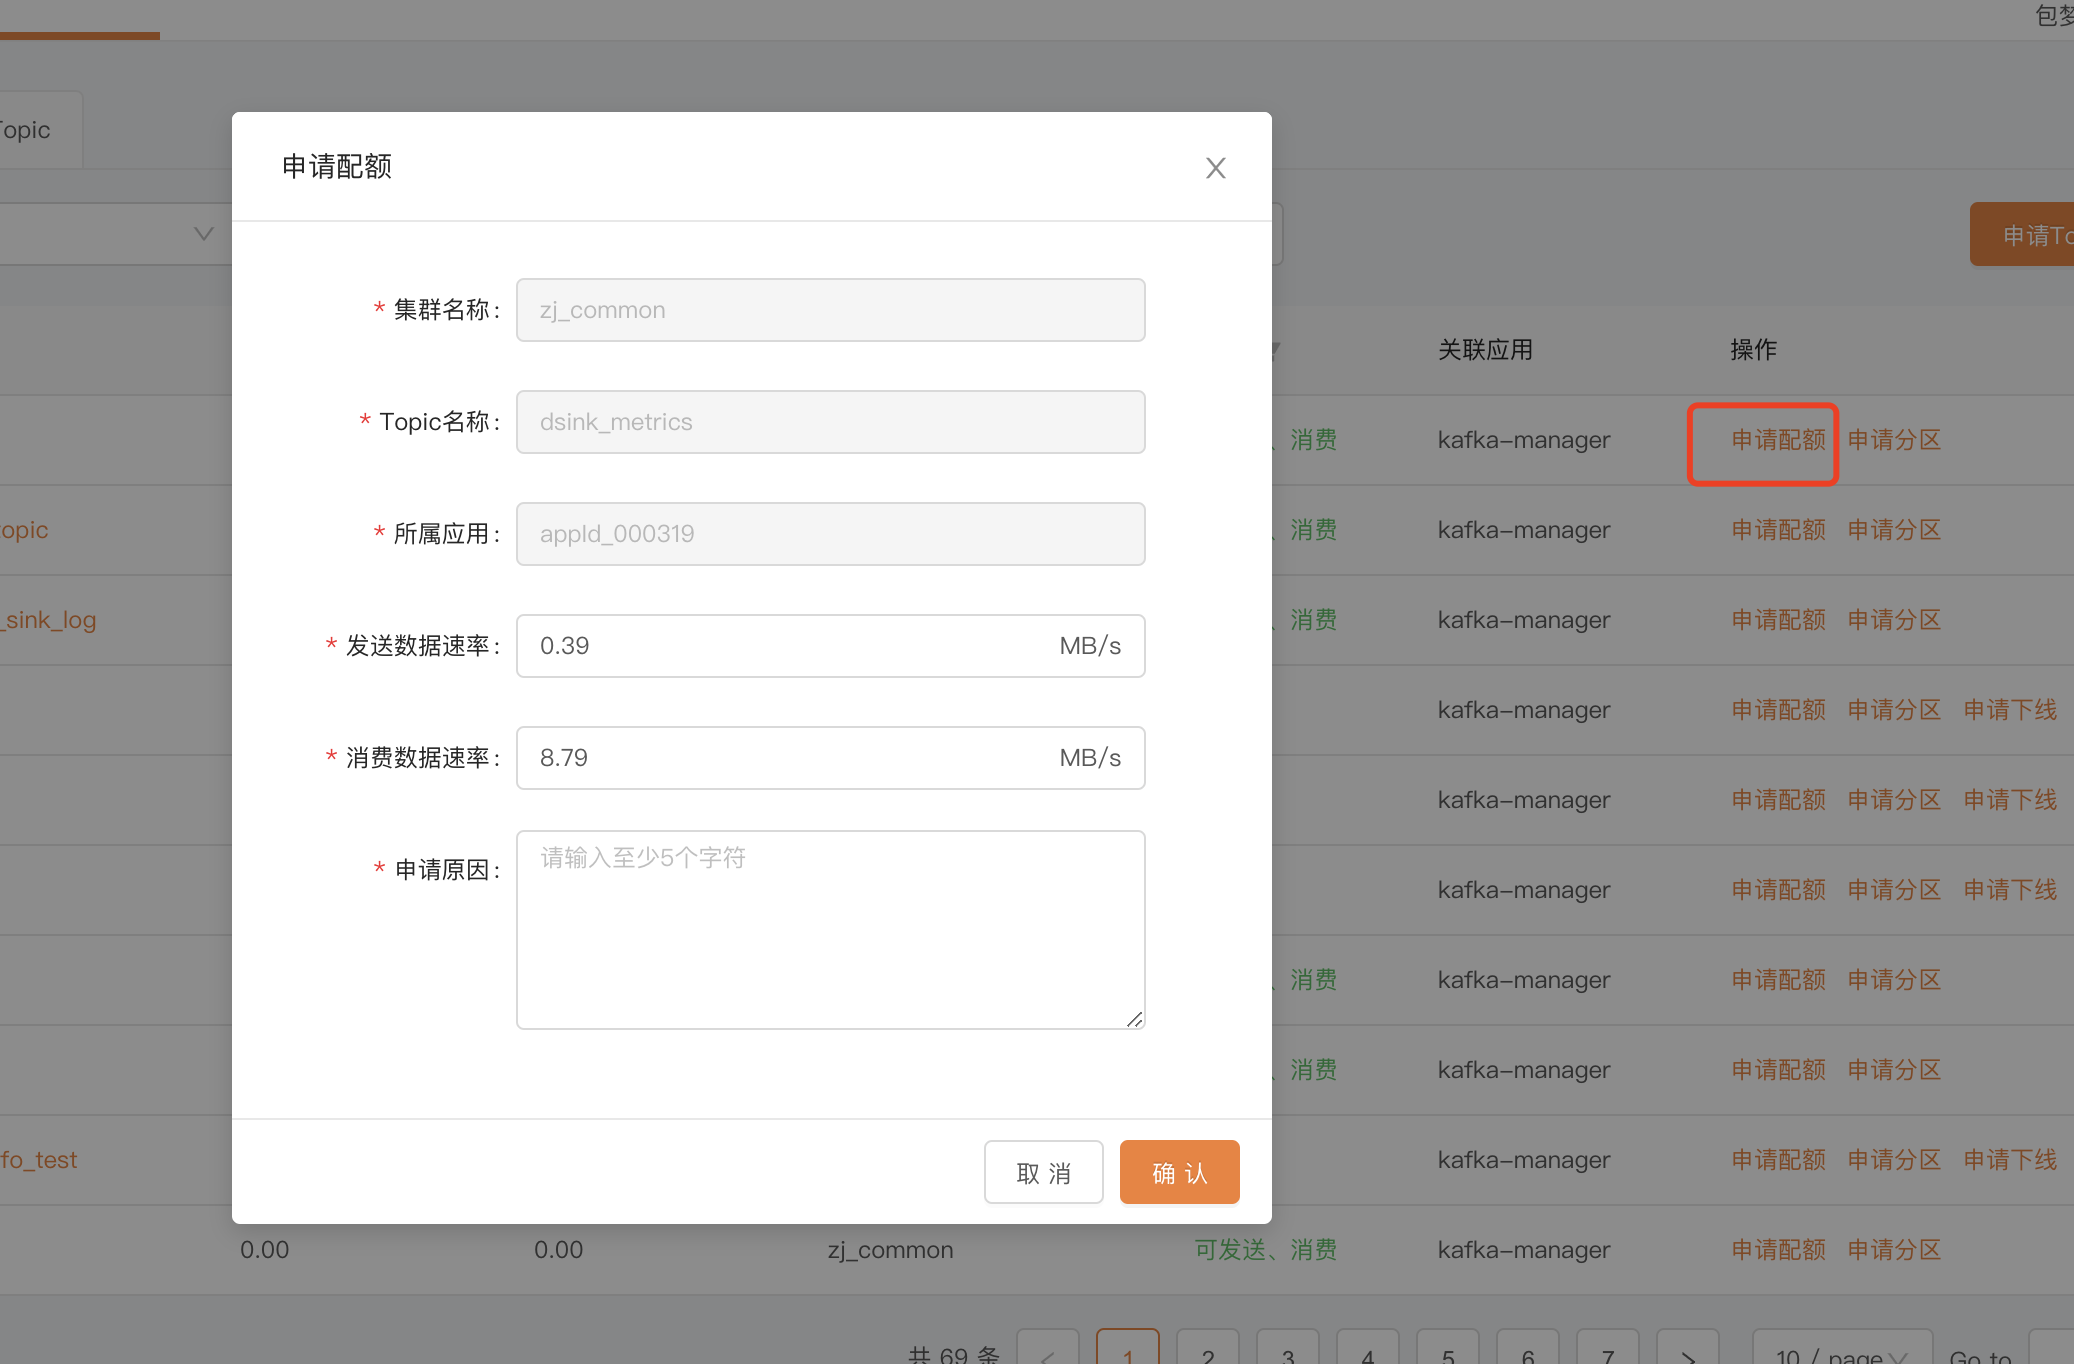 包梦
Topic
申请配额
申请To
* 集群名称: zj_common
关联应用 操作
* Topic名称: dsink_metrics
、消费 kafka-manager 申请配额 申请分区
* 所属应用: appId_000319
topic 、消费 kafka-manager 申请配额 申请分区
_sink_log 、消费 kafka-manager 申请配额 申请分区
* 发送数据速率: 0.39 MB/s
kafka-manager 申请配额 申请分区 申请下线
* 消费数据速率: 8.79 MB/s
kafka-manager 申请配额 申请分区 申请下线
* 申请原因: 请输入至少5个字符
kafka-manager 申请配额 申请分区 申请下线
、消费 kafka-manager 申请配额 申请分区
、消费 kafka-manager 申请配额 申请分区
fo_test kafka-manager 申请配额 申请分区 申请下线
取 消 确 认
0.00 0.00 zj_common 可发送、消费 kafka-manager 申请配额 申请分区
共 69 条 < 1 2 3 4 5 6 7 > 10 / page Go to